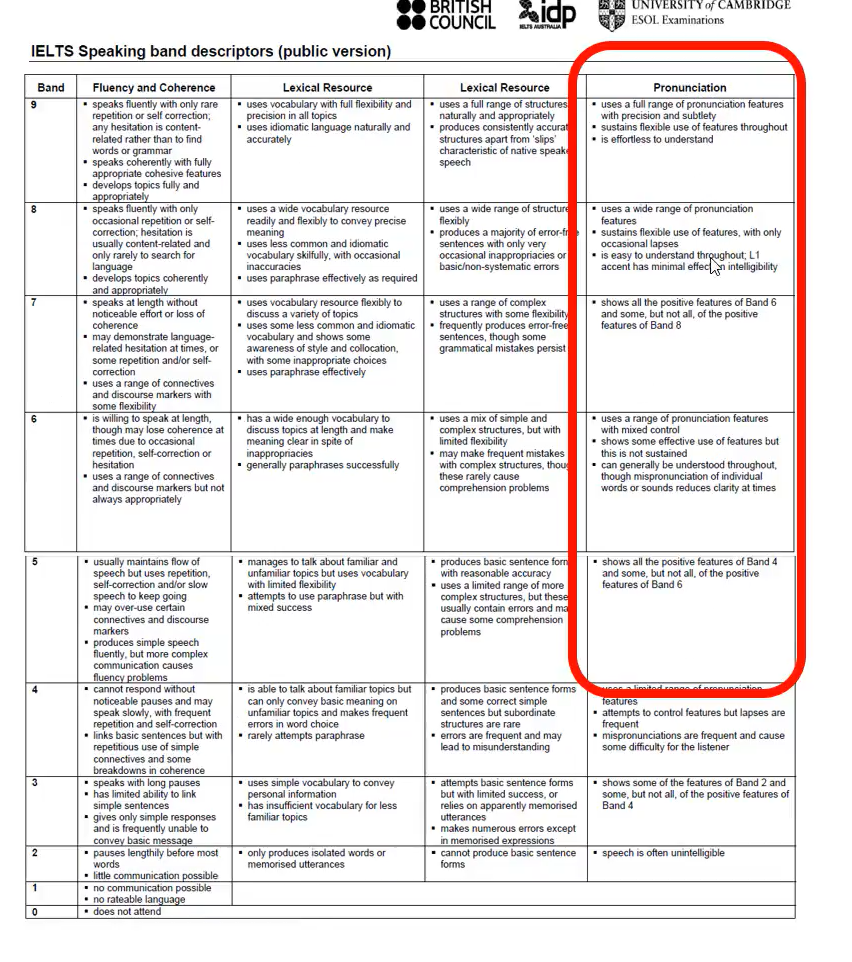 BRITISH
COUNCIL
idp
IELTS AUSTRALIA
UNIVERSITY of CAMBRIDGE
ESOL Examinations
IELTS Speaking band descriptors (public version)
Band
Fluency and Coherence
Lexical Resource
Lexical Resource
Pronunciation
9
▪ speaks fluently with only rare
repetition or self correction;
any hesitation is content-
related rather than to find
words or grammar
▪ speaks coherently with fully
appropriate cohesive features
▪ develops topics fully and
appropriately
▪ uses vocabulary with full flexibility and
precision in all topics
▪ uses idiomatic language naturally and
accurately
▪ uses a full range of structures
naturally and appropriately
▪ produces consistently accurat
structures apart from 'slips'
characteristic of native speake
speech
▪ uses a full range of pronunciation features
with precision and subtlety
▪ sustains flexible use of features throughout
▪ is effortless to understand
8
▪ speaks fluently with only
occasional repetition or self-
correction; hesitation is
usually content-related and
only rarely to search for
language
▪ develops topics coherently
and appropriately
▪ uses a wide vocabulary resource
readily and flexibly to convey precise
meaning
▪ uses less common and idiomatic
vocabulary skilfully, with occasional
inaccuracies
▪ uses paraphrase effectively as required
▪ uses a wide range of structure
flexibly
▪ produces a majority of error-fre
sentences with only very
occasional inappropriacies or
basic/non-systematic errors
▪ uses a wide range of pronunciation
features
▪ sustains flexible use of features, with only
occasional lapses
▪ is easy to understand throughout; L1
accent has minimal effect on intelligibility
7
▪ speaks at length without
noticeable effort or loss of
coherence
▪ may demonstrate language-
related hesitation at times, or
some repetition and/or self-
correction
▪ uses a range of connectives
and discourse markers with
some flexibility
▪ uses vocabulary resource flexibly to
discuss a variety of topics
▪ uses some less common and idiomatic
vocabulary and shows some
awareness of style and collocation,
with some inappropriate choices
▪ uses paraphrase effectively
▪ uses a range of complex
structures with some flexibility
▪ frequently produces error-free
sentences, though some
grammatical mistakes persist
▪ shows all the positive features of Band 6
and some, but not all, of the positive
features of Band 8
6
▪ is willing to speak at length,
though may lose coherence at
times due to occasional
repetition, self-correction or
hesitation
▪ uses a range of connectives
and discourse markers but not
always appropriately
▪ has a wide enough vocabulary to
discuss topics at length and make
meaning clear in spite of
inappropriacies
▪ generally paraphrases successfully
▪ uses a mix of simple and
complex structures, but with
limited flexibility
▪ may make frequent mistakes
with complex structures, thoug
these rarely cause
comprehension problems
▪ uses a range of pronunciation features
with mixed control
▪ shows some effective use of features but
this is not sustained
▪ can generally be understood throughout,
though mispronunciation of individual
words or sounds reduces clarity at times
5
▪ usually maintains flow of
speech but uses repetition,
self-correction and/or slow
speech to keep going
▪ may over-use certain
connectives and discourse
markers
▪ produces simple speech
fluently, but more complex
communication causes
fluency problems
▪ manages to talk about familiar and
unfamiliar topics but uses vocabulary
with limited flexibility
▪ attempts to use paraphrase but with
mixed success
▪ produces basic sentence form
with reasonable accuracy
▪ uses a limited range of more
complex structures, but these
usually contain errors and ma
cause some comprehension
problems
▪ shows all the positive features of Band 4
and some, but not all, of the positive
features of Band 6
4
▪ cannot respond without
noticeable pauses and may
speak slowly, with frequent
repetition and self-correction
▪ links basic sentences but with
repetitious use of simple
connectives and some
breakdowns in coherence
▪ is able to talk about familiar topics but
can only convey basic meaning on
unfamiliar topics and makes frequent
errors in word choice
▪ rarely attempts paraphrase
▪ produces basic sentence forms
and some correct simple
sentences but subordinate
structures are rare
▪ errors are frequent and may
lead to misunderstanding
▪ uses a limited range of pronunciation
features
▪ attempts to control features but lapses are
frequent
▪ mispronunciations are frequent and cause
some difficulty for the listener
3
▪ speaks with long pauses
▪ has limited ability to link
simple sentences
▪ gives only simple responses
and is frequently unable to
convey basic message
▪ uses simple vocabulary to convey
personal information
▪ has insufficient vocabulary for less
familiar topics
▪ attempts basic sentence forms
but with limited success, or
relies on apparently memorised
utterances
▪ makes numerous errors except
in memorised expressions
▪ shows some of the features of Band 2 and
some, but not all, of the positive features of
Band 4
2
▪ pauses lengthily before most
words
▪ little communication possible
▪ only produces isolated words or
memorised utterances
▪ cannot produce basic sentence
forms
▪ speech is often unintelligible
1
▪ no communication possible
▪ no rateable language
0
▪ does not attend